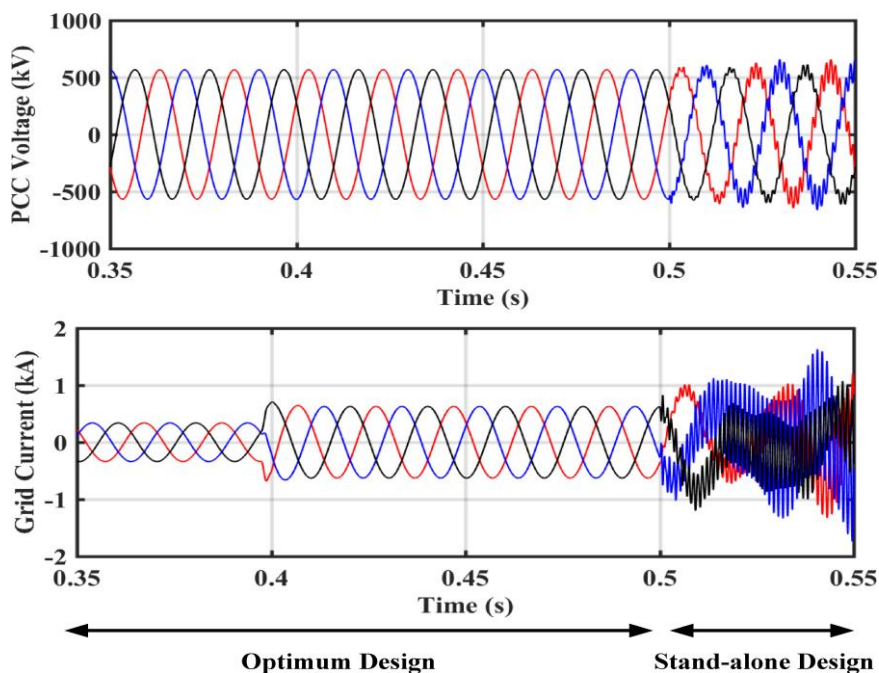 1000
500
0
-500
-1000
PCC Voltage (kV)
0.35 0.4 0.45 0.5 0.55
Time (s)
2
1
0
-1
-2
Grid Current (kA)
0.35 0.4 0.45 0.5 0.55
Time (s)
Optimum Design Stand-alone Design